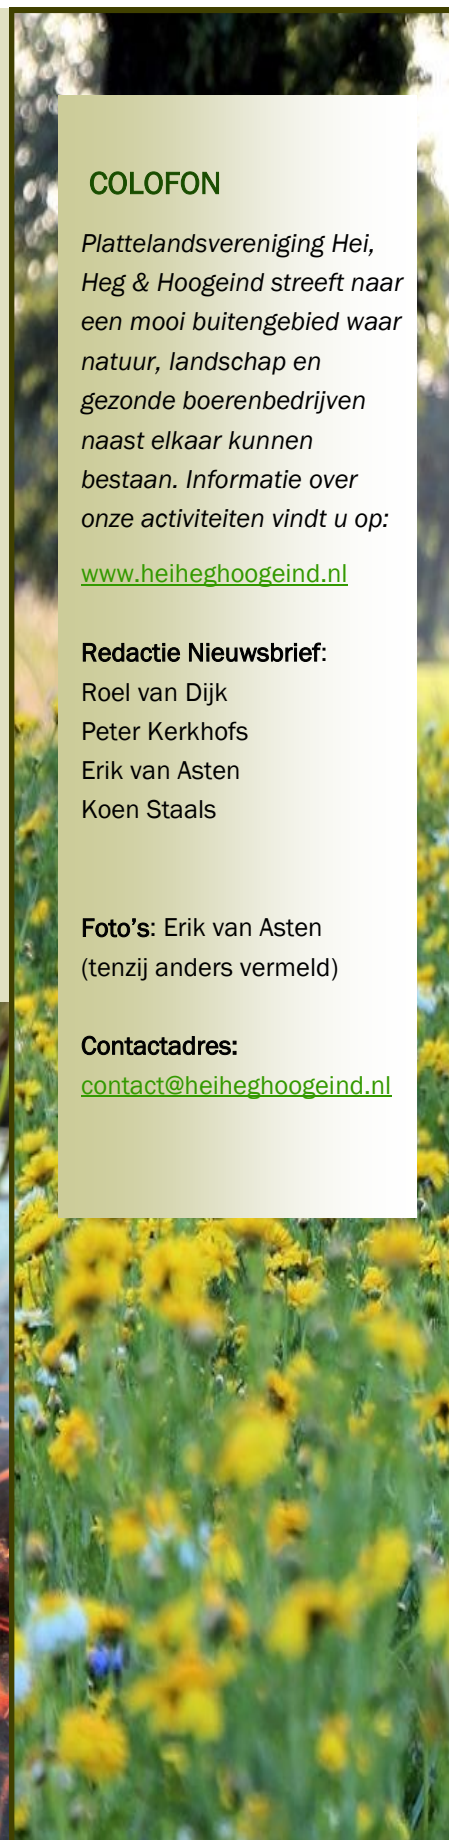 COLOFON
Plattelandsvereniging Hei,
Heg & Hoogeind streeft naar
een mooi buitengebied waar
natuur, landschap en
gezonde boerenbedrijven
naast elkaar kunnen
bestaan. Informatie over
onze activiteiten vindt u op:
www.heiheghoogeind.nl
Redactie Nieuwsbrief:
Roel van Dijk
Peter Kerkhofs
Erik van Asten
Koen Staals
Foto's: Erik van Asten
(tenzij anders vermeld)
Contactadres:
contact@heiheghoogeind.nl